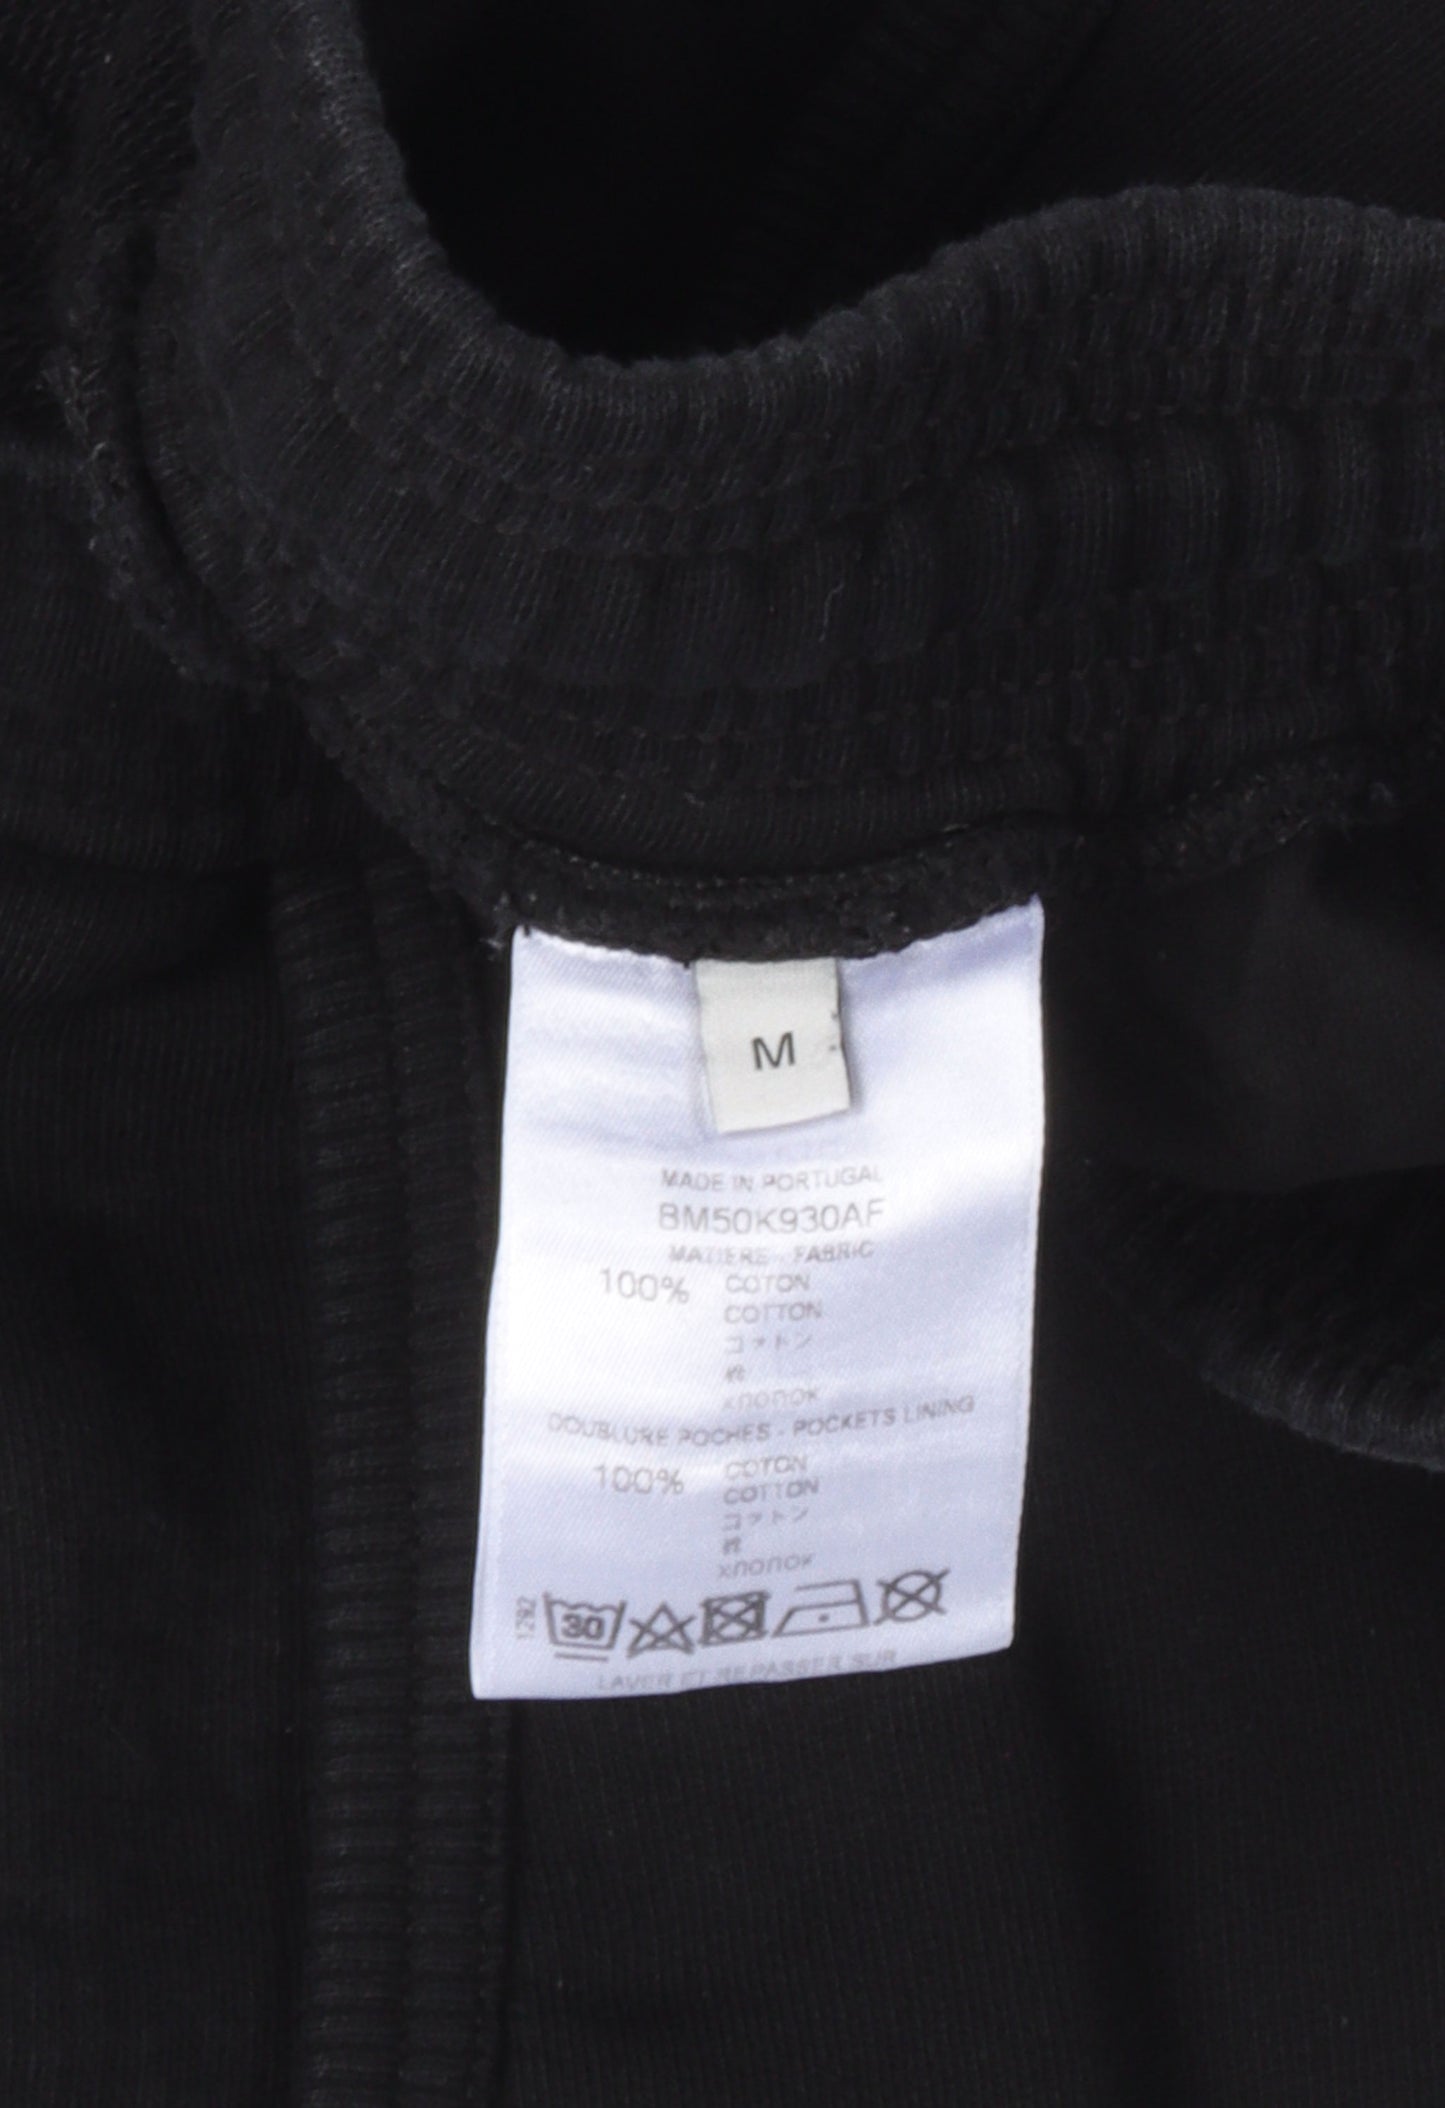 M
MADE IN PORTUGAL
BM50K930AF
MATIERE - FABRIC
100% COTON
COTTON
コットン
棉
хлопок
DOUBLURE POCHES - POCKETS LINING
100% COTON
COTTON
コットン
棉
хлопок
1292
30
LAVER ET REPASSER SUR